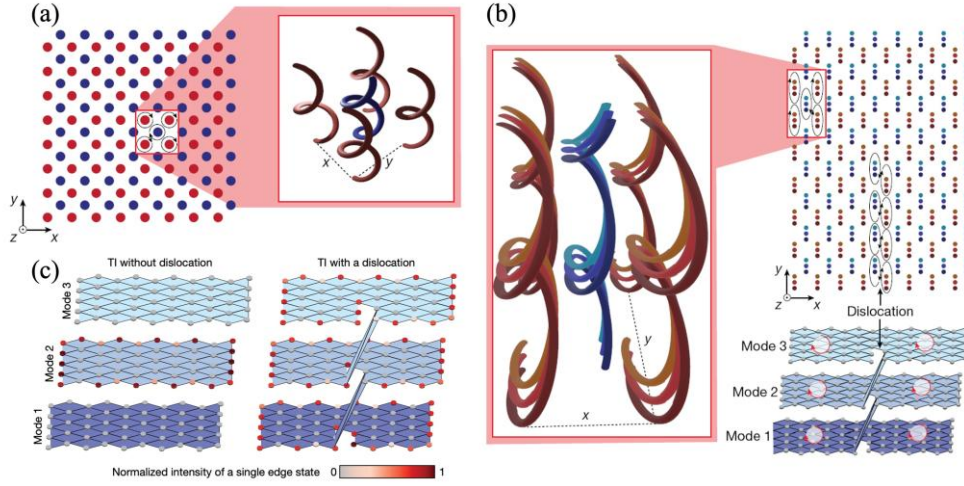 (a)
x
y
y
z
x
(c)
TI without dislocation
TI with a dislocation
Mode 3
Mode 2
Mode 1
Normalized intensity of a single edge state
0
1
(b)
y
x
y
z
x
Dislocation
Mode 3
Mode 2
Mode 1